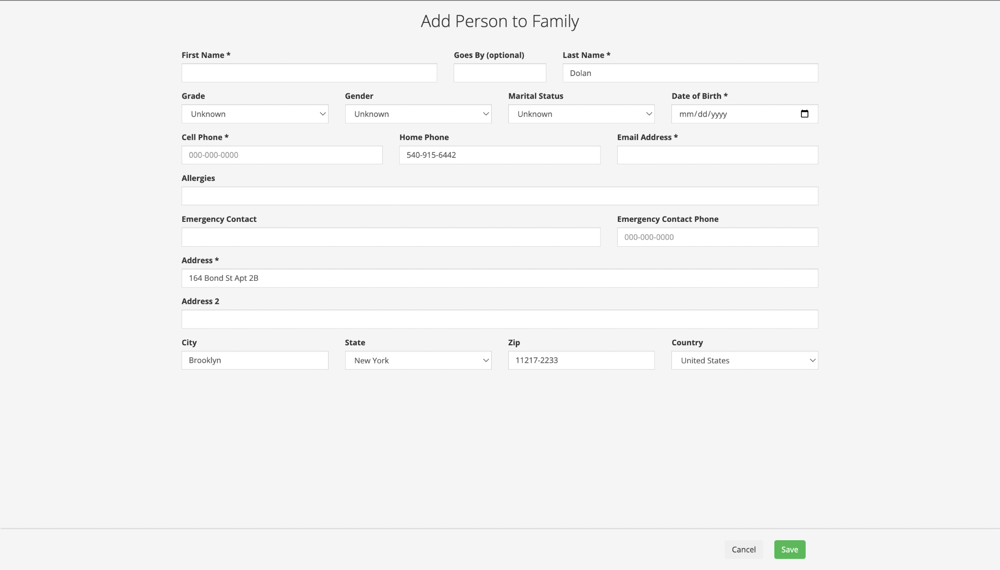 Add Person to Family
First Name * Goes By (optional) Last Name *
Dolan
Grade Gender Marital Status Date of Birth *
Unknown Unknown Unknown mm/dd/yyyy
Cell Phone * Home Phone Email Address *
000-000-0000 540-915-6442
Allergies
Emergency Contact Emergency Contact Phone
000-000-0000
Address *
164 Bond St Apt 2B
Address 2
City State Zip Country
Brooklyn New York 11217-2233 United States
Cancel Save